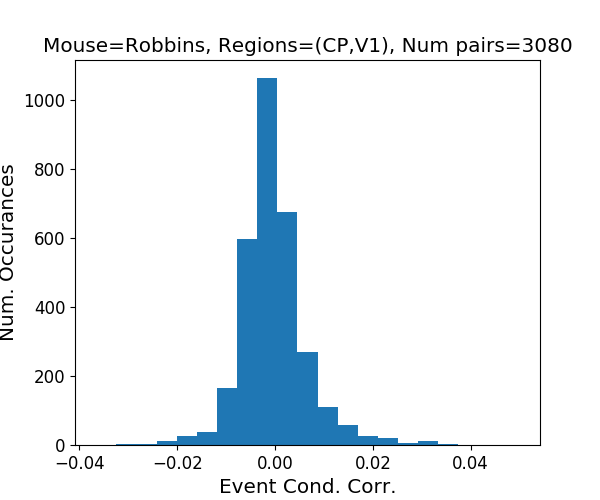 Mouse=Robbins, Regions=(CP,V1), Num pairs=3080
Num. Occurances
1000
800
600
400
200
0
−0.04 −0.02 0.00 0.02 0.04
Event Cond. Corr.